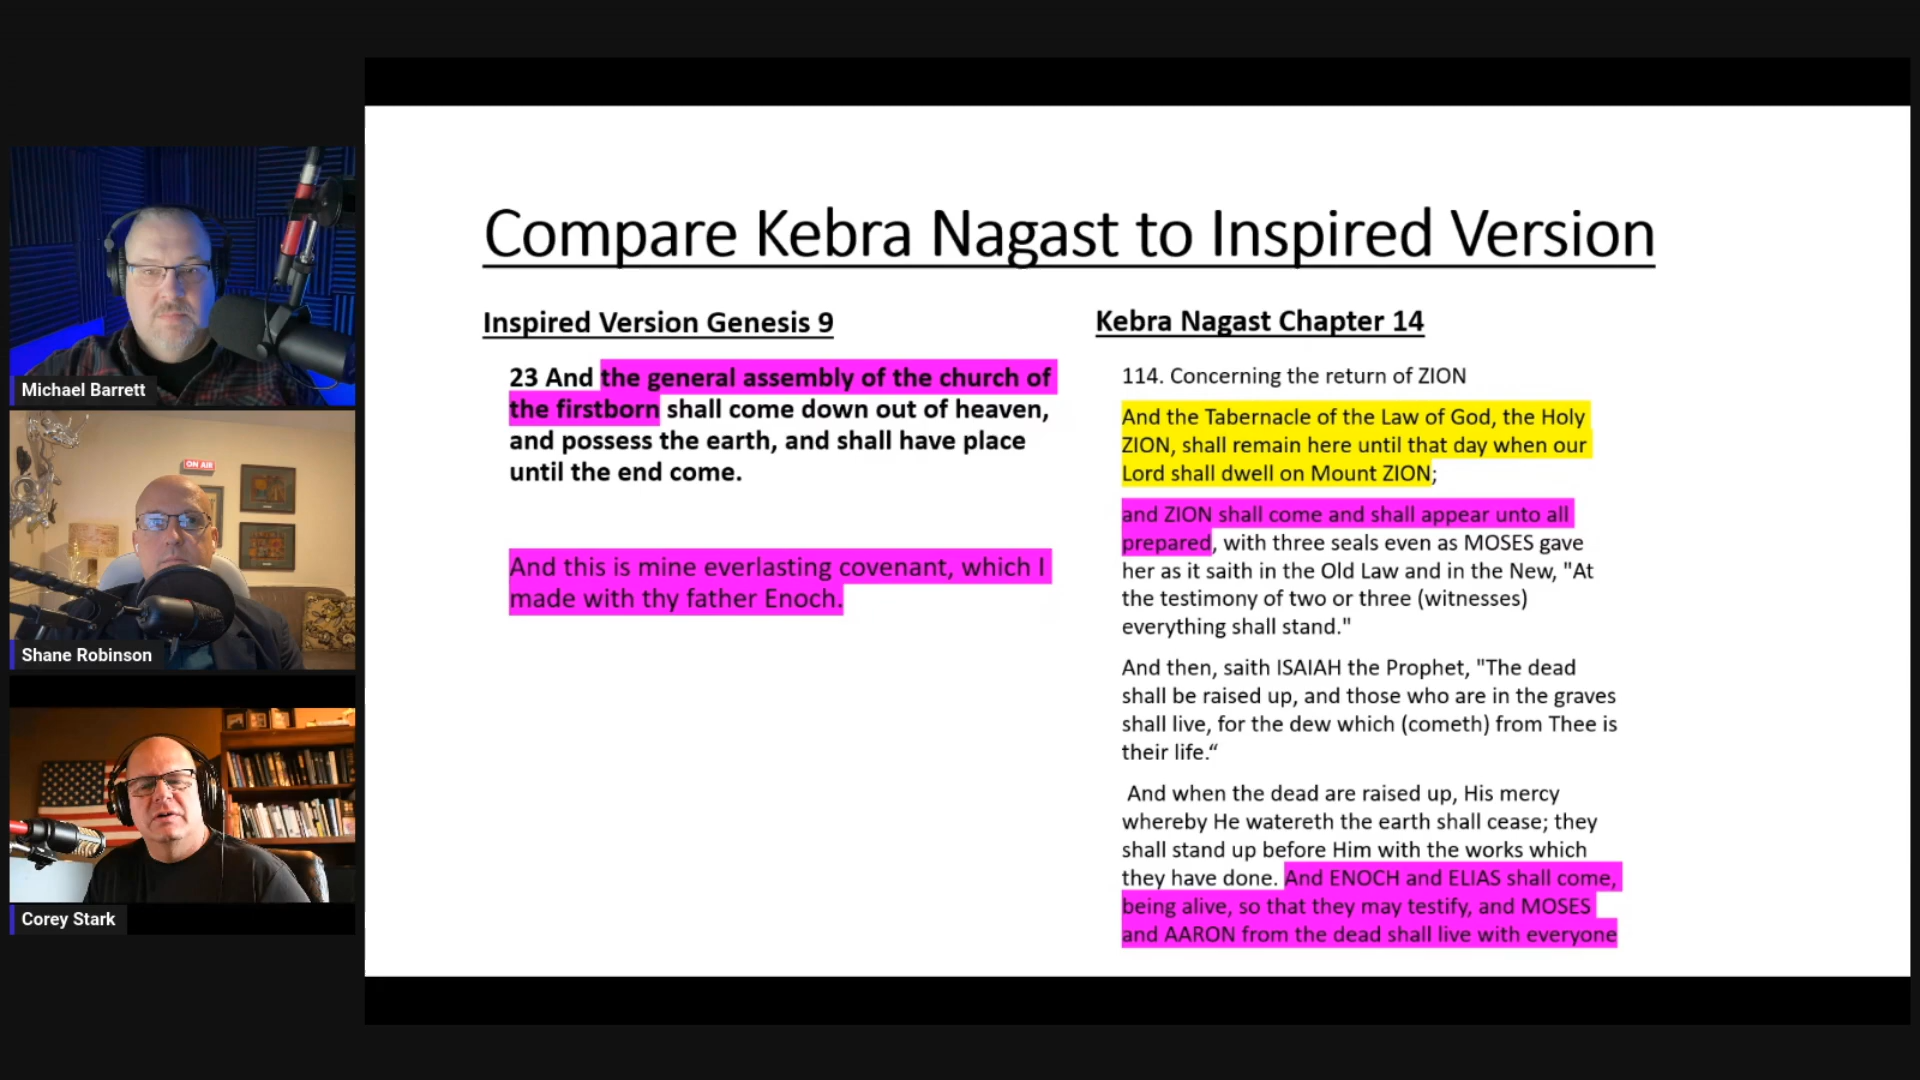 Compare Kebra Nagast to Inspired Version
Inspired Version Genesis 9
23 And the general assembly of the church of
the firstborn shall come down out of heaven,
and possess the earth, and shall have place
until the end come.
And this is mine everlasting covenant, which I
made with thy father Enoch.
Kebra Nagast Chapter 14
114. Concerning the return of ZION
And the Tabernacle of the Law of God, the Holy
ZION, shall remain here until that day when our
Lord shall dwell on Mount ZION;
and ZION shall come and shall appear unto all
prepared, with three seals even as MOSES gave
her as it saith in the Old Law and in the New, "At
the testimony of two or three (witnesses)
everything shall stand."
And then, saith ISAIAH the Prophet, "The dead
shall be raised up, and those who are in the graves
shall live, for the dew which (cometh) from Thee is
their life.“
And when the dead are raised up, His mercy
whereby He watereth the earth shall cease; they
shall stand up before Him with the works which
they have done. And ENOCH and ELIAS shall come,
being alive, so that they may testify, and MOSES
and AARON from the dead shall live with everyone
Michael Barrett
ON AIR
Shane Robinson
Corey Stark